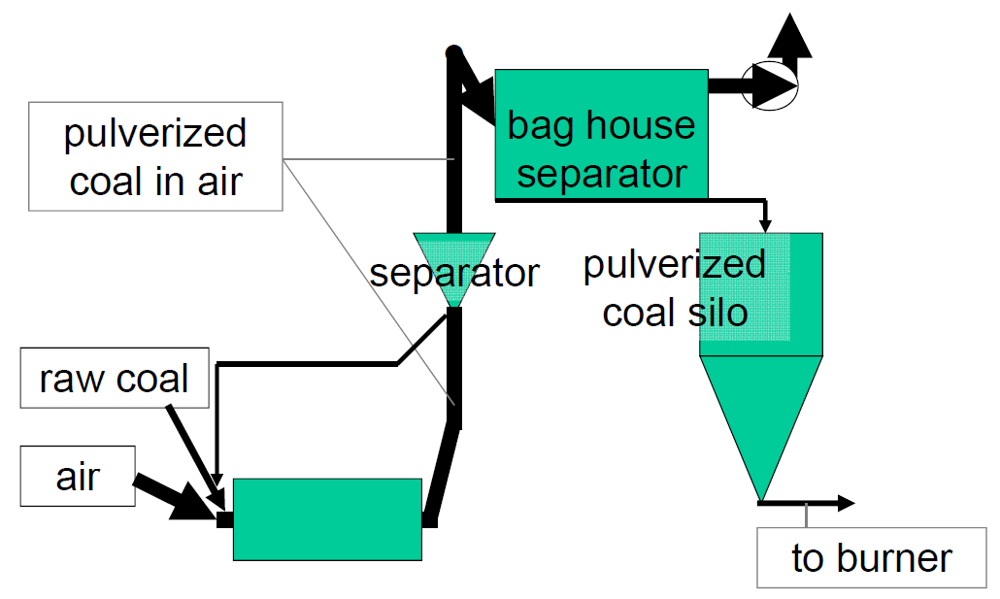 pulverized
coal in air
bag house
separator
separator
pulverized
coal silo
raw coal
air
to burner